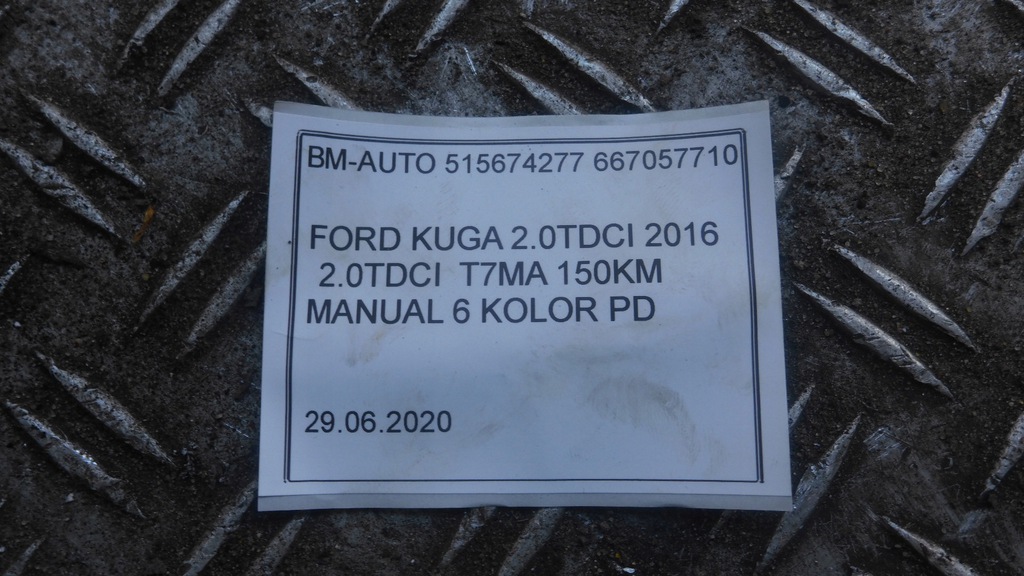 BM-AUTO 515674277 667057710
FORD KUGA 2.0TDCI 2016
2.0TDCI T7MA 150KM
MANUAL 6 KOLOR PD
29.06.2020